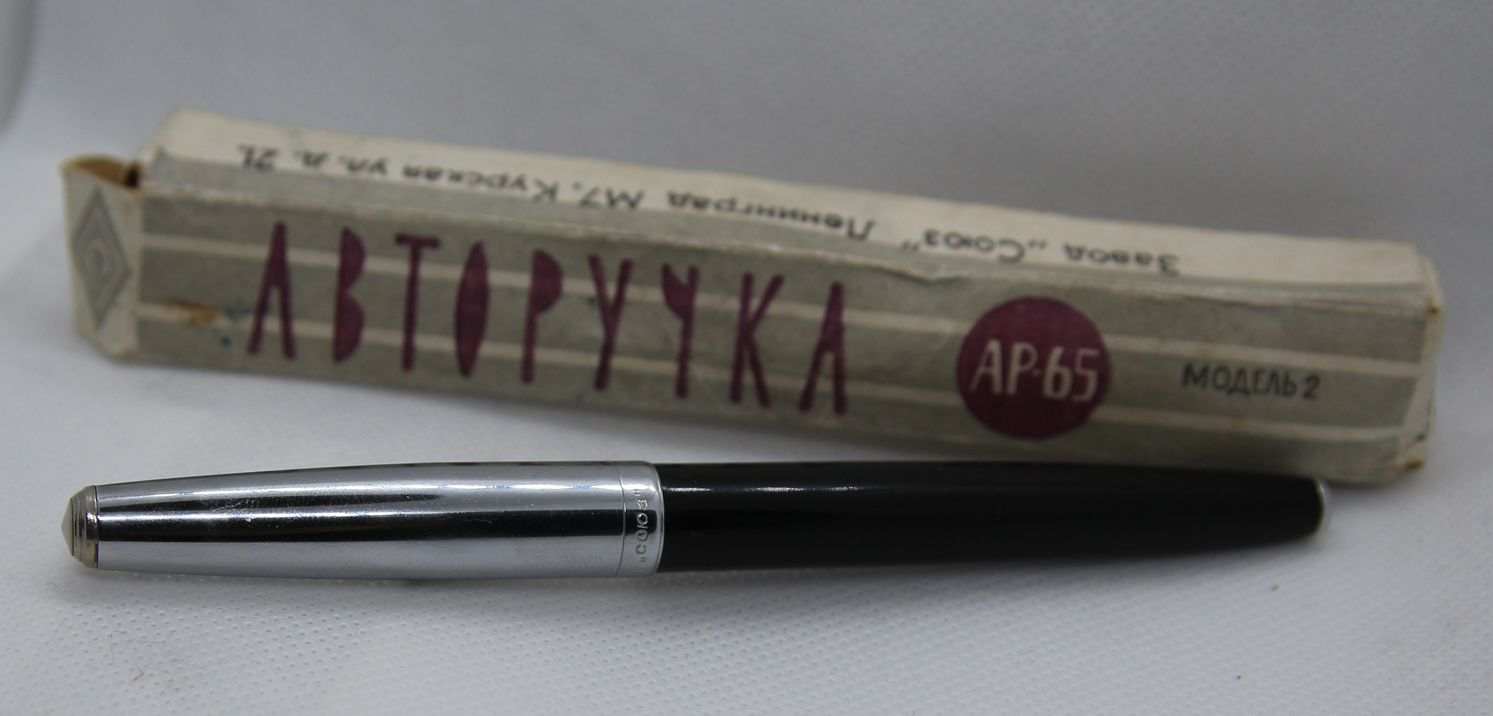 Завод „Союз" Ленинград М7, Курская ул. д. 21
АВТОРУЧКА
АР-65
МОДЕЛЬ 2
„СОЮЗ"